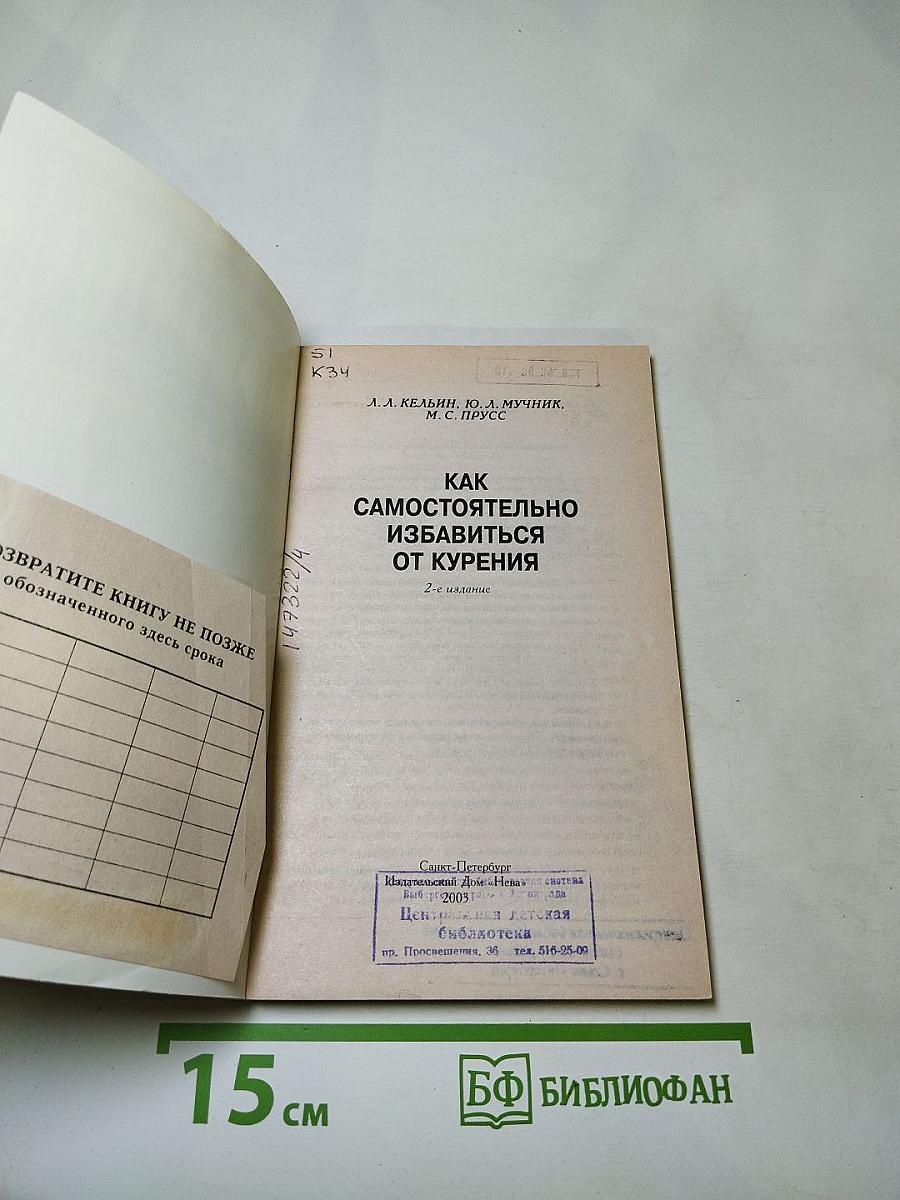 ОЗВРАТИТЕ КНИГУ НЕ ПОЗЖЕ
обозначенного здесь срока
51
К34
Л. Л. КЕЛЬИН, Ю. Л. МУЧНИК,
М. С. ПРУСС
КАК
САМОСТОЯТЕЛЬНО
ИЗБАВИТЬСЯ
ОТ КУРЕНИЯ
2-е издание
147322/4
Санкт-Петербург
Издательский Дом «Нева»
2003
система
Центральная детская
библиотека
пр. Просвещения, 36 тел. 516-25-09
15 см
БФ БИБЛИОФАН